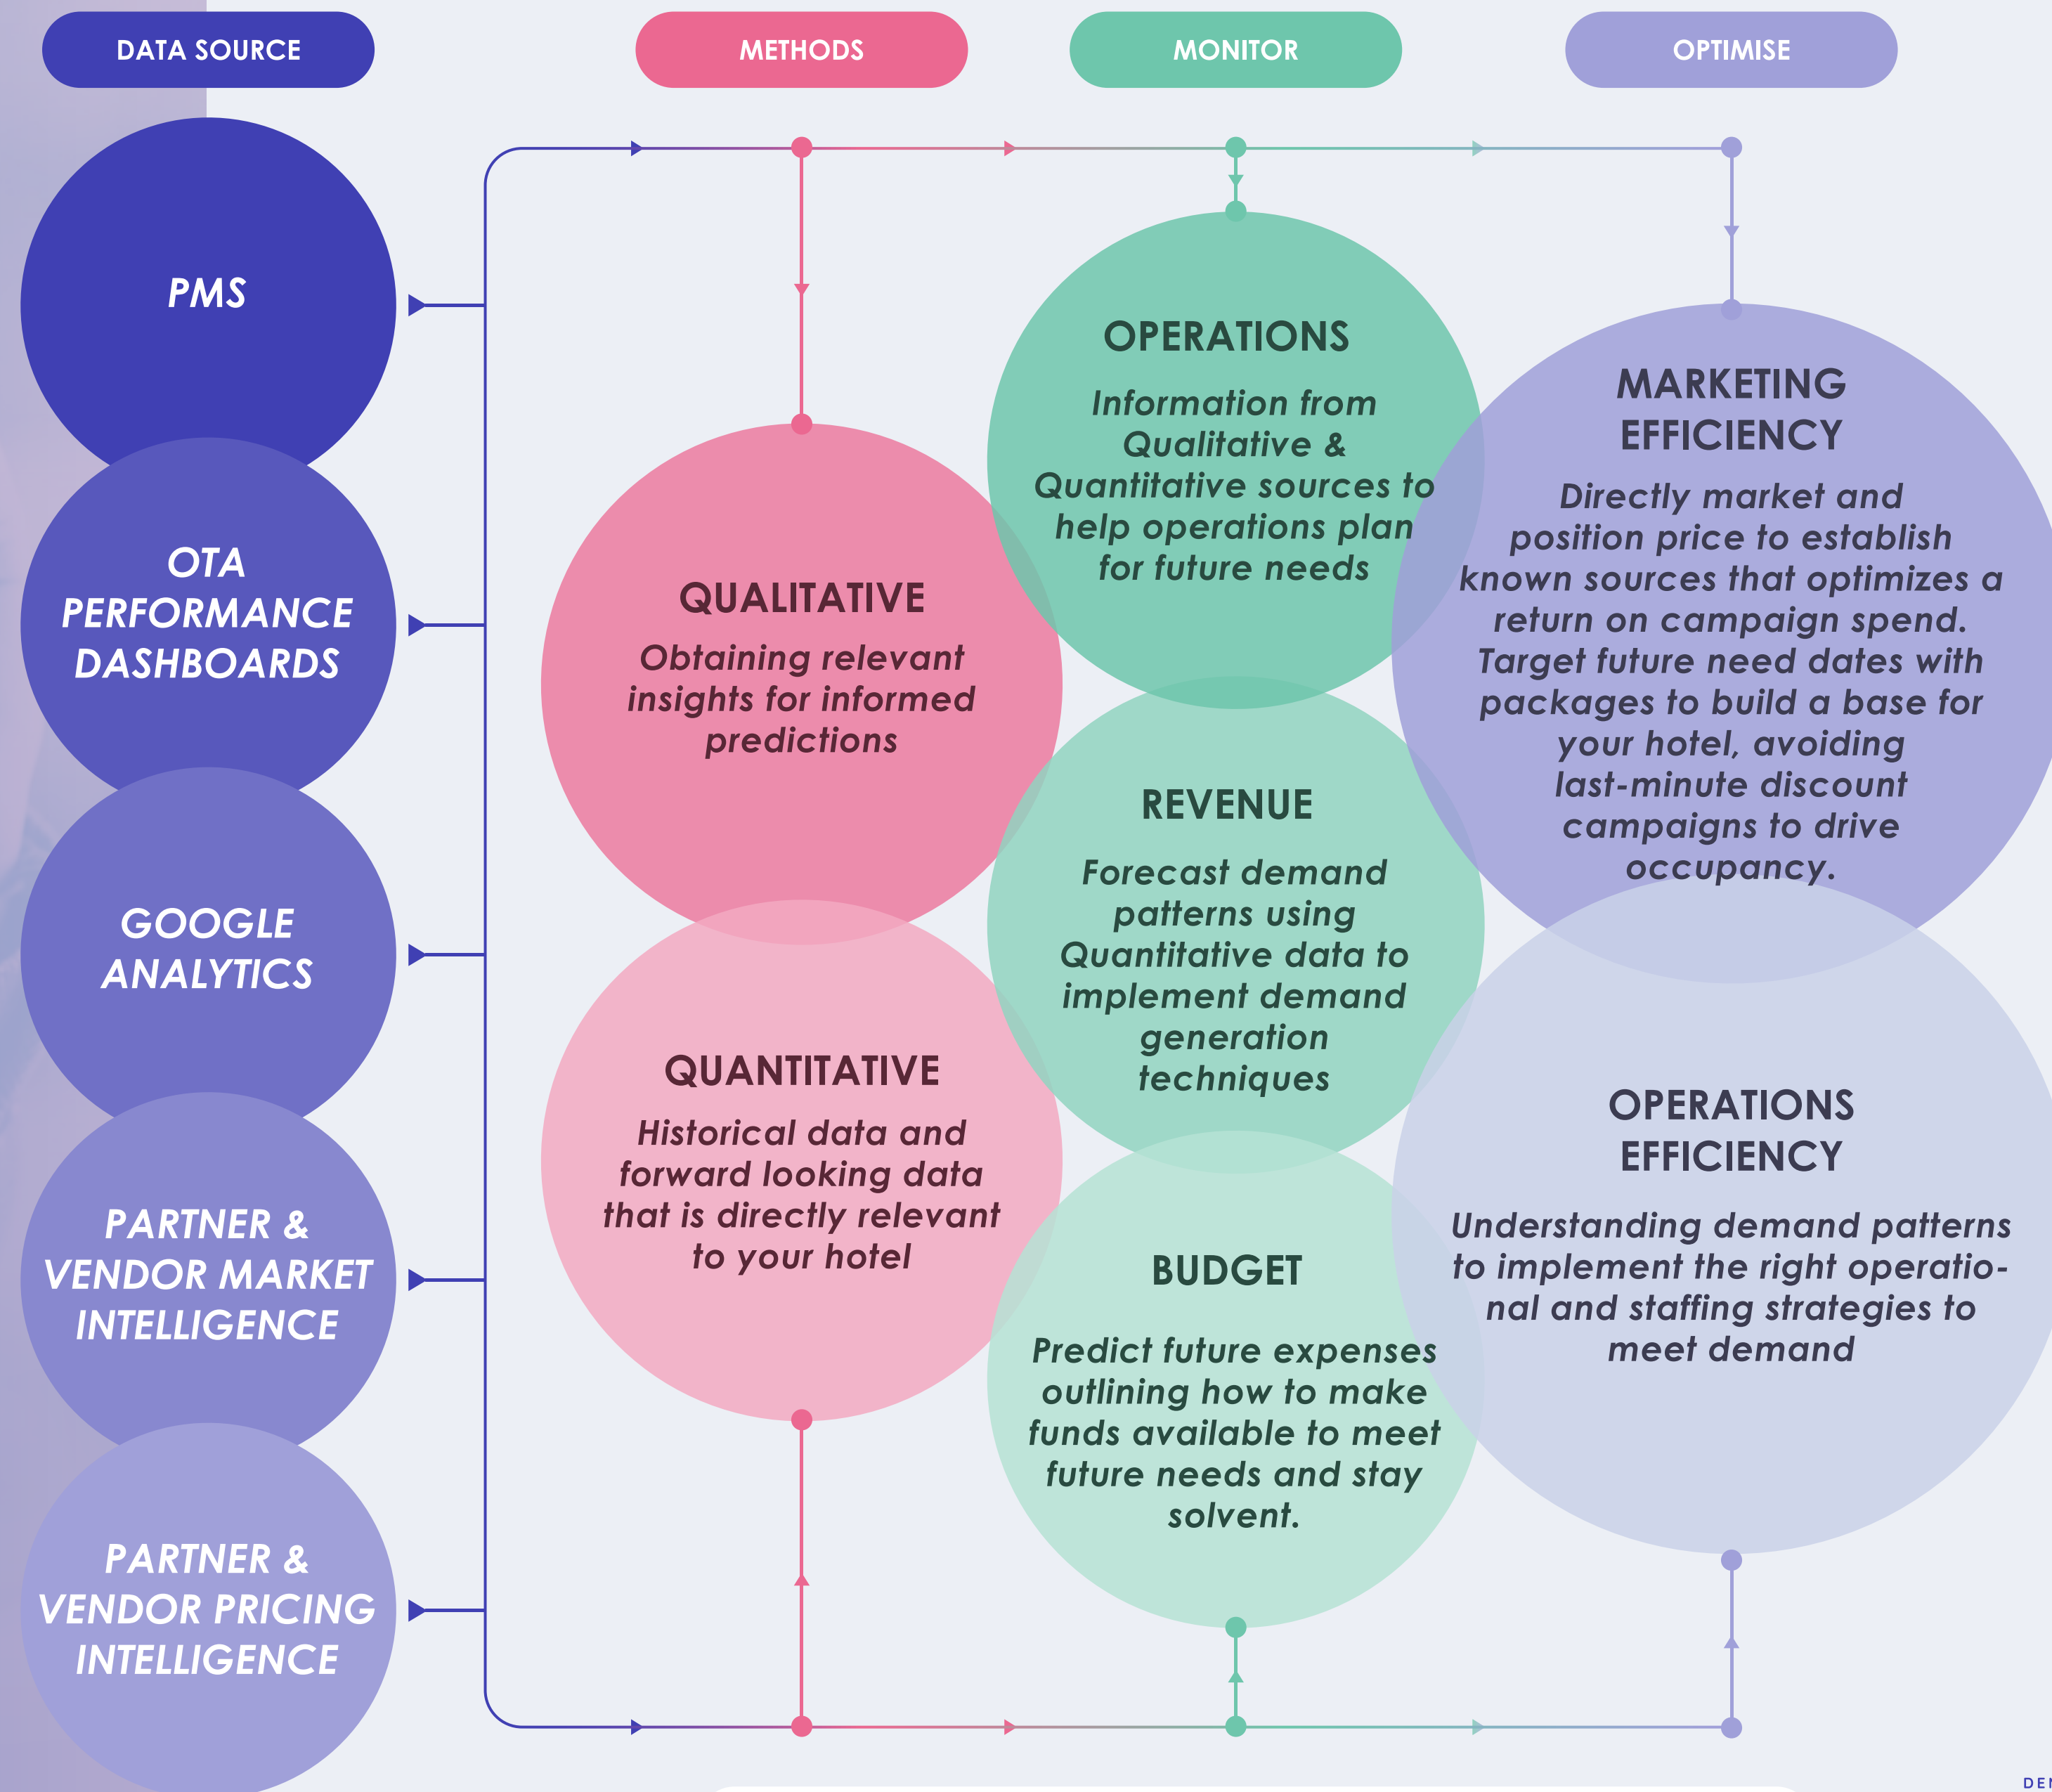 DATA SOURCE
METHODS
MONITOR
OPTIMISE
PMS
OTA
PERFORMANCE
DASHBOARDS
GOOGLE
ANALYTICS
PARTNER &
VENDOR MARKET
INTELLIGENCE
PARTNER &
VENDOR PRICING
INTELLIGENCE
QUALITATIVE
Obtaining relevant
insights for informed
predictions
QUANTITATIVE
Historical data and
forward looking data
that is directly relevant
to your hotel
OPERATIONS
Information from
Qualitative &
Quantitative sources to
help operations plan
for future needs
REVENUE
Forecast demand
patterns using
Quantitative data to
implement demand
generation
techniques
BUDGET
Predict future expenses
outlining how to make
funds available to meet
future needs and stay
solvent.
MARKETING
EFFICIENCY
Directly market and
position price to establish
known sources that optimizes a
return on campaign spend.
Target future need dates with
packages to build a base for
your hotel, avoiding
last-minute discount
campaigns to drive
occupancy.
OPERATIONS
EFFICIENCY
Understanding demand patterns
to implement the right operatio-
nal and staffing strategies to
meet demand